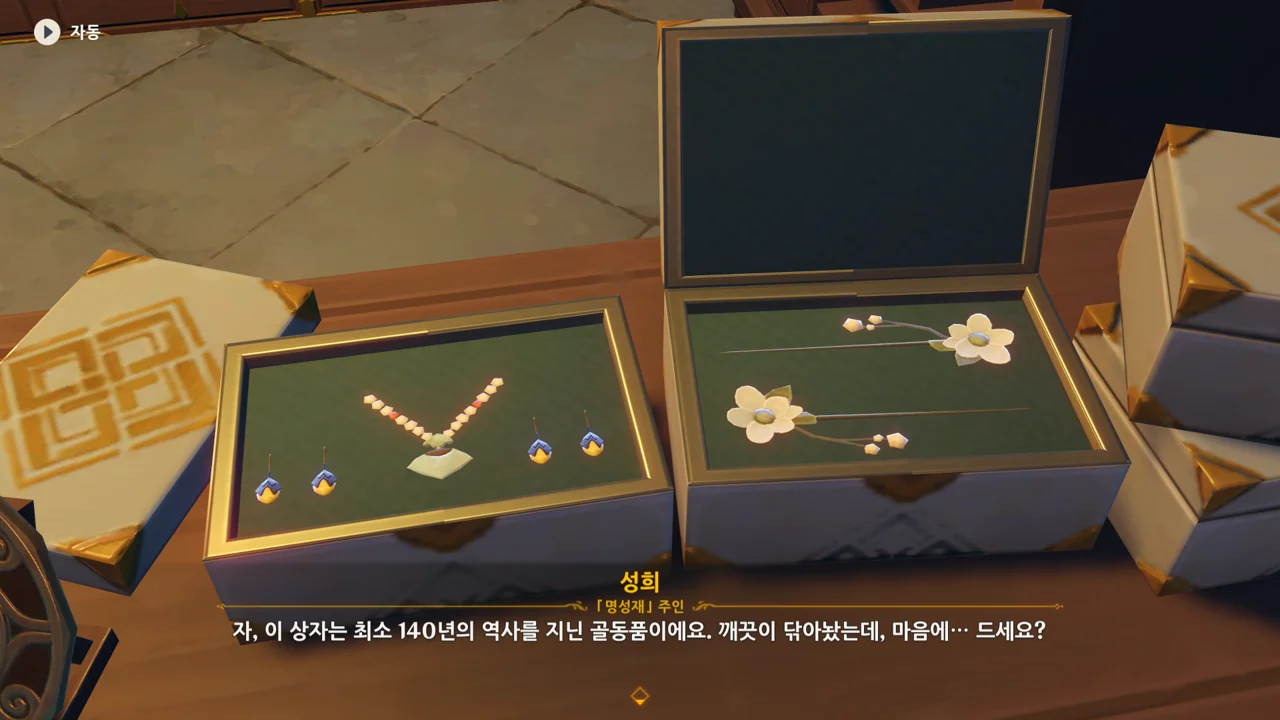 자동
성희
「명성재」 주인
자, 이 상자는 최소 140년의 역사를 지닌 골동품이에요. 깨끗이 닦아놨는데, 마음에… 드세요?